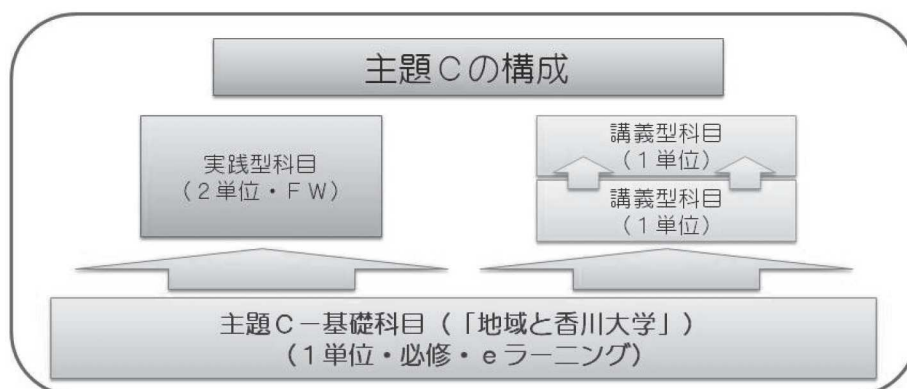 主題Cの構成
実践型科目
(2単位・FW)
講義型科目
(1単位)
講義型科目
(1単位)
主題C－基礎科目(「地域と香川大学」)
(1単位・必修・eラーニング)